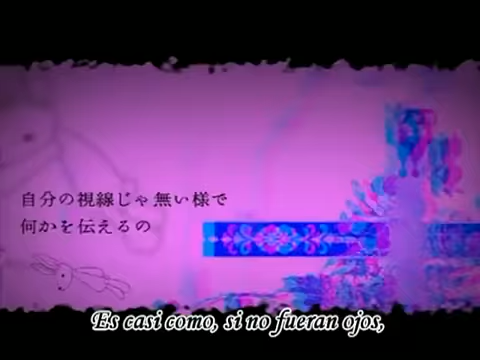 自分の視線じゃ無い様で
何かを伝えるの
Es casi como, si no fueran ojos,